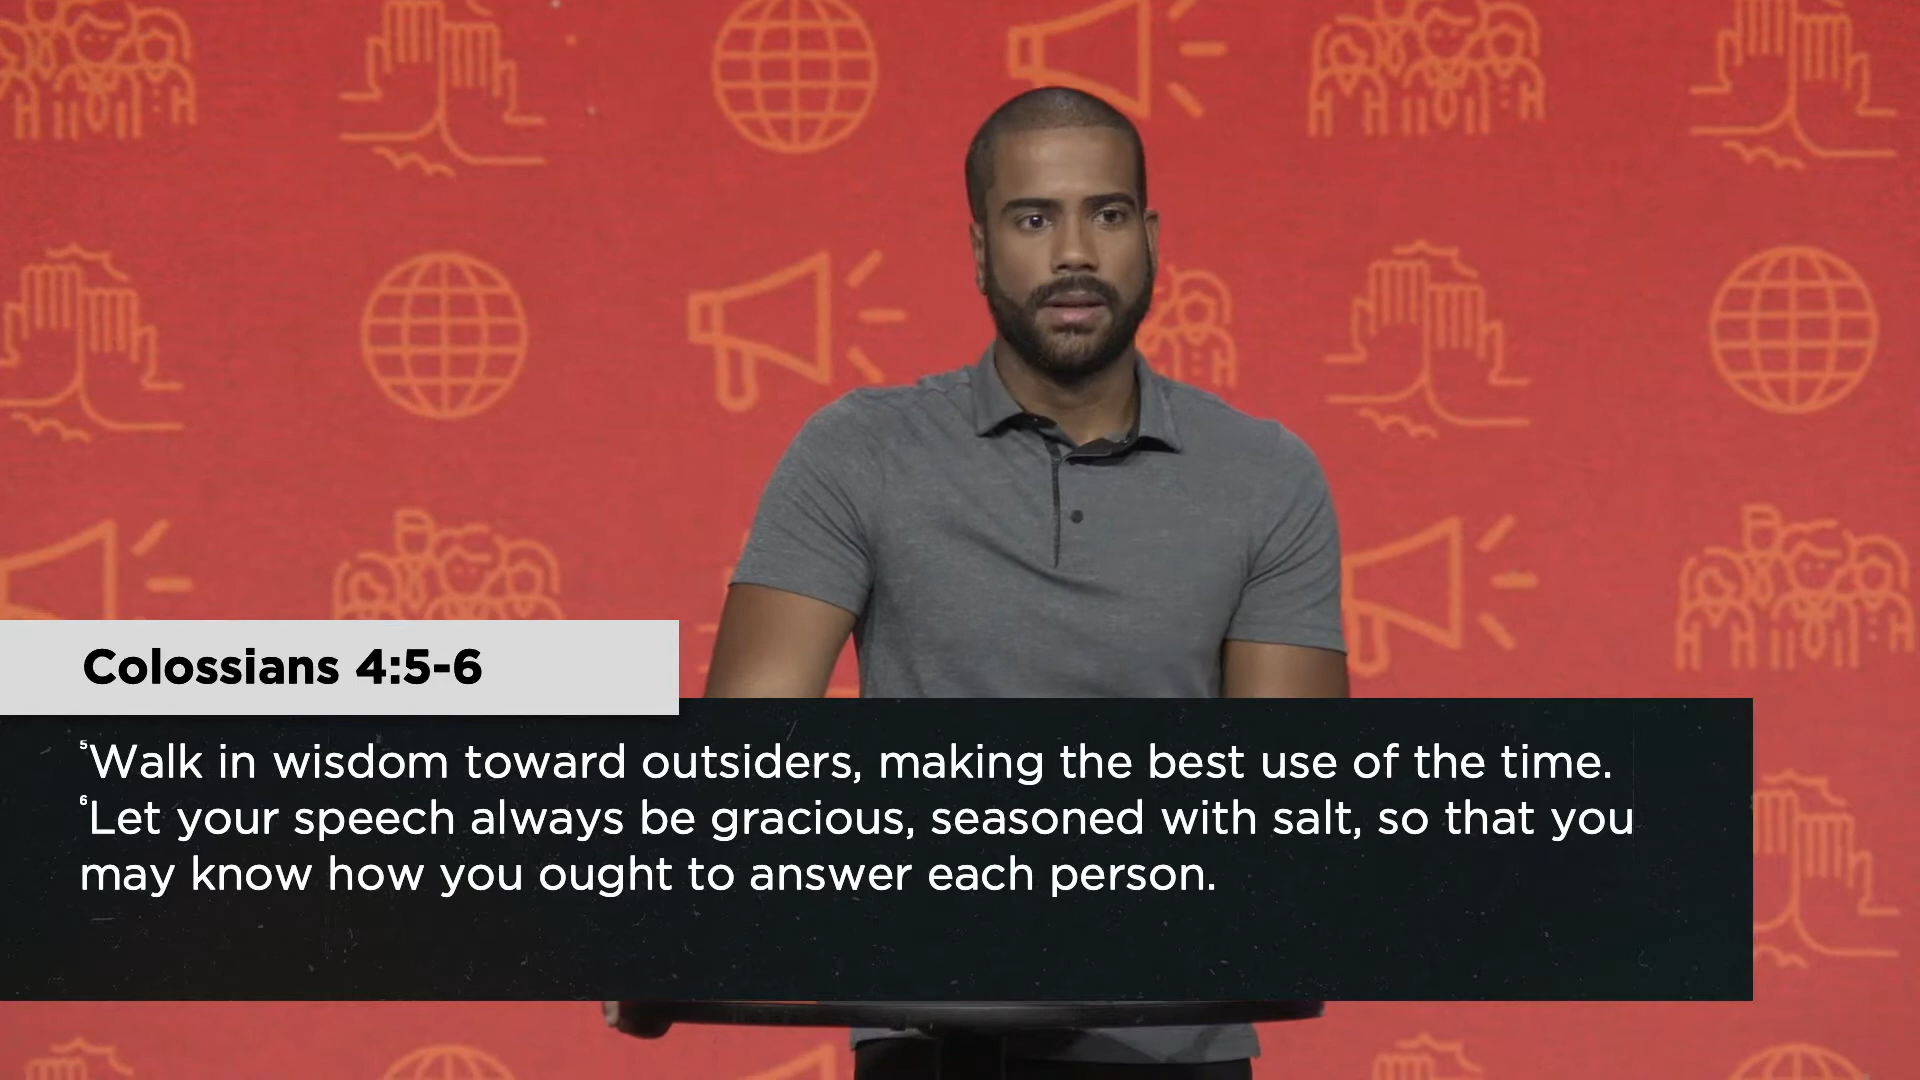 Colossians 4:5-6
⁵Walk in wisdom toward outsiders, making the best use of the time.
⁶Let your speech always be gracious, seasoned with salt, so that you
may know how you ought to answer each person.